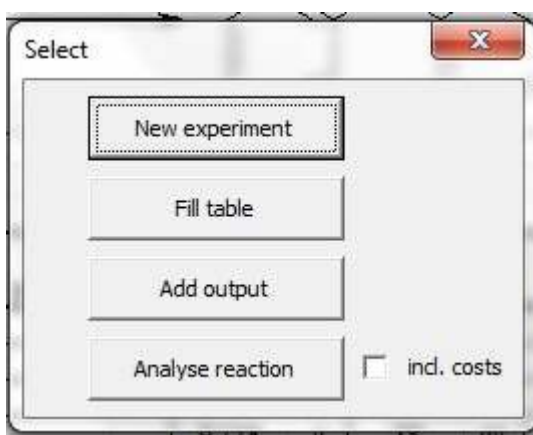 Select
New experiment
Fill table
Add output
Analyse reaction
incl. costs